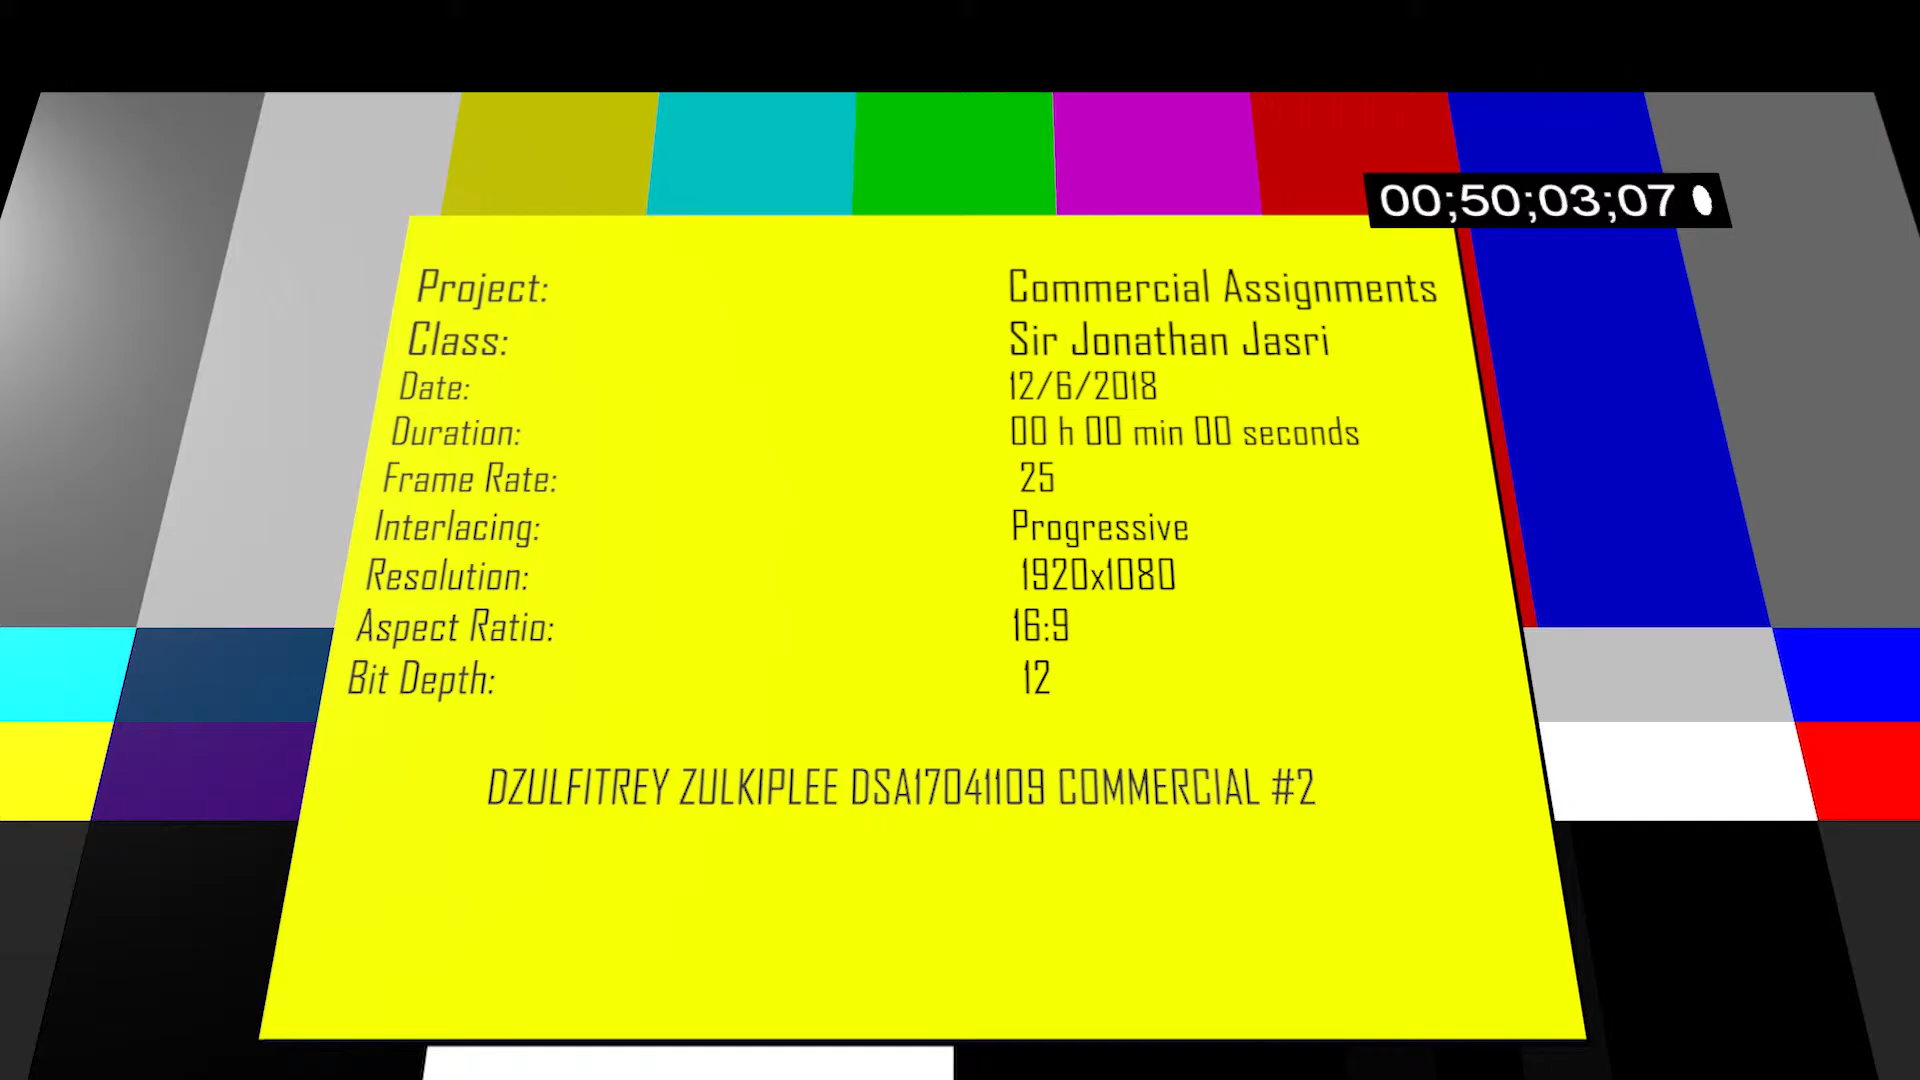 00;50;03;07
Project: Commercial Assignments
Class: Sir Jonathan Jasri
Date: 12/6/2018
Duration: 00 h 00 min 00 seconds
Frame Rate: 25
Interlacing: Progressive
Resolution: 1920x1080
Aspect Ratio: 16:9
Bit Depth: 12
DZULFITREY ZULKIPLEE DSA17041109 COMMERCIAL #2